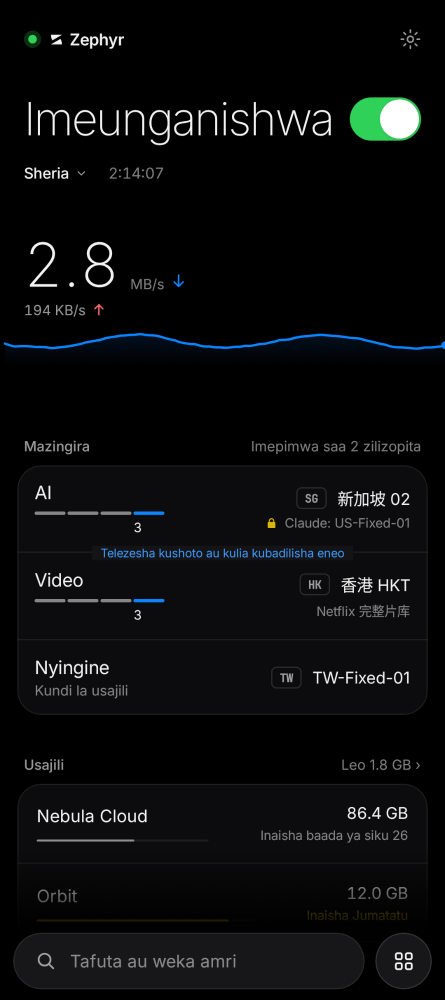 Zephyr
Imeunganishwa
Sheria 2:14:07
2.8 MB/s ↓
194 KB/s ↑
Mazingira Imepimwa saa 2 zilizopita
AI SG 新加坡 02
3 Claude: US-Fixed-01
Telezesha kushoto au kulia kubadilisha eneo
Video HK 香港 HKT
3 Netflix 完整片库
Nyingine TW TW-Fixed-01
Kundi la usajili
Usajili Leo 1.8 GB ›
Nebula Cloud 86.4 GB
Inaisha baada ya siku 26
Orbit 12.0 GB
Inaisha Jumatatu
Tafuta au weka amri